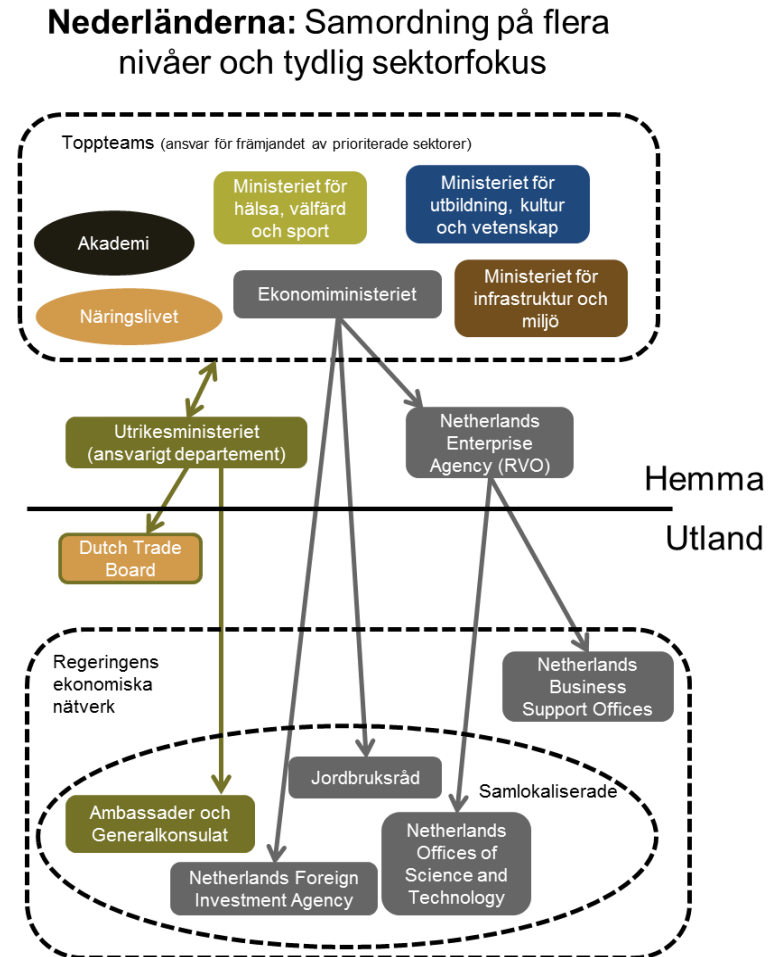 Nederländerna: Samordning på flera
nivåer och tydlig sektorfokus
Toppteams (ansvar för främjandet av prioriterade sektorer)
Ministeriet för
hälsa, välfärd
och sport
Ministeriet för
utbildning, kultur
och vetenskap
Akademi
Ekonomiministeriet
Ministeriet för
infrastruktur och
miljö
Näringslivet
Utrikesministeriet
(ansvarigt departement)
Netherlands
Enterprise
Agency (RVO)
Hemma
Utland
Dutch Trade
Board
Regeringens
ekonomiska
nätverk
Netherlands
Business
Support Offices
Jordbruksråd
Samlokaliserade
Ambassader och
Generalkonsulat
Netherlands
Offices of
Science and
Technology
Netherlands Foreign
Investment Agency